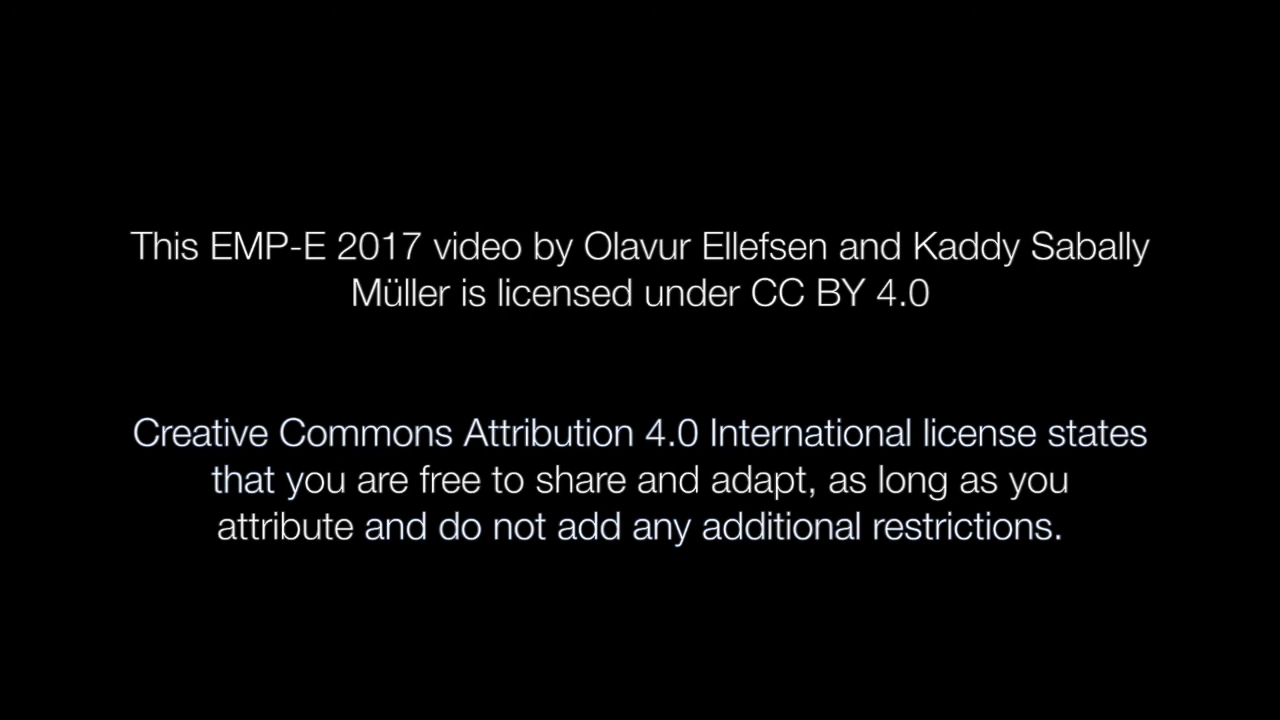 This EMP-E 2017 video by Olavur Ellefsen and Kaddy Sabally
Müller is licensed under CC BY 4.0
Creative Commons Attribution 4.0 International license states
that you are free to share and adapt, as long as you
attribute and do not add any additional restrictions.